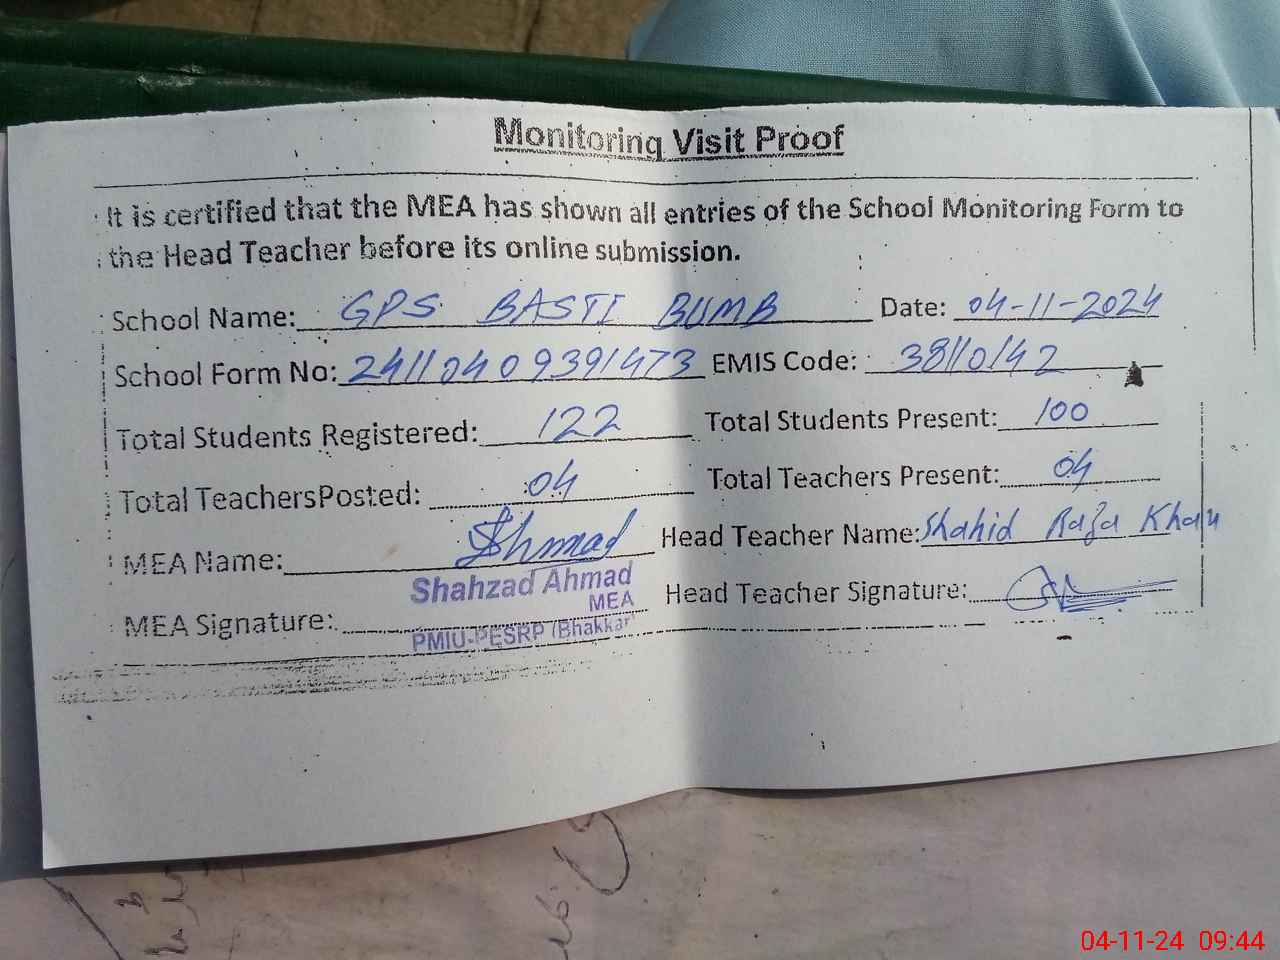 Monitoring Visit Proof
It is certified that the MEA has shown all entries of the School Monitoring Form to
the Head Teacher before its online submission.
School Name: GPS BASTI BUMB Date: 04-11-2024
School Form No: 24110409391473 EMIS Code: 38110142
Total Students Registered: 122 Total Students Present: 100
Total TeachersPosted: 04 Total Teachers Present: 04
MEA Name: Ahmad Head Teacher Name: Shahid Raza Khan
Shahzad Ahmad
MEA
MEA Signature: Head Teacher Signature:
PMIU-PESRP (Bhakkar)
04-11-24 09:44